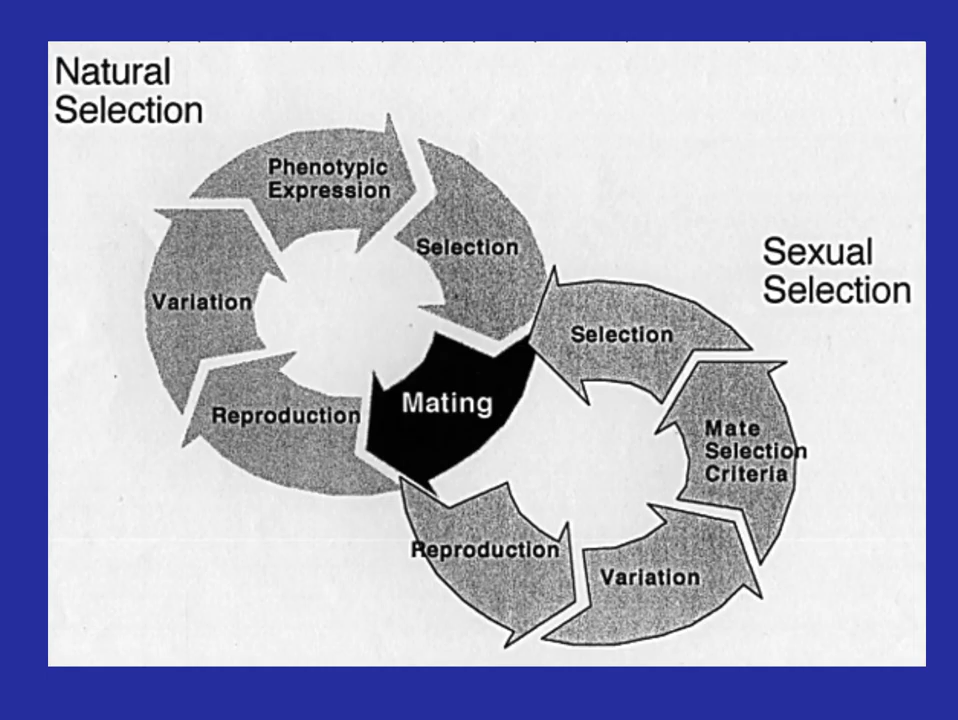 Natural
Selection
Phenotypic
Expression
Selection
Variation
Reproduction
Mating
Sexual
Selection
Selection
Mate
Selection
Criteria
Reproduction
Variation